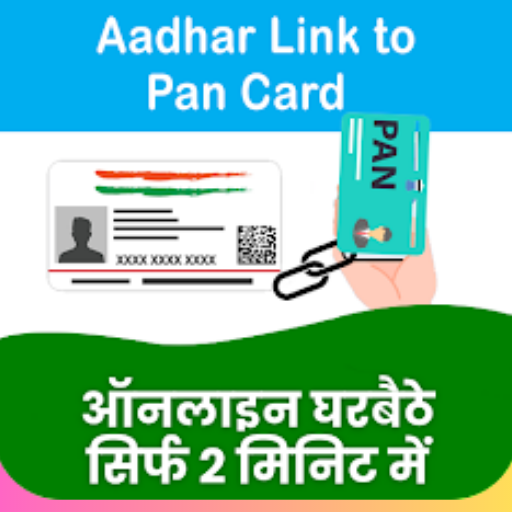 Aadhar Link to
Pan Card
PAN
XXXX XXXX XXXX
ऑनलाइन घरबैठे
सिर्फ 2 मिनिट में